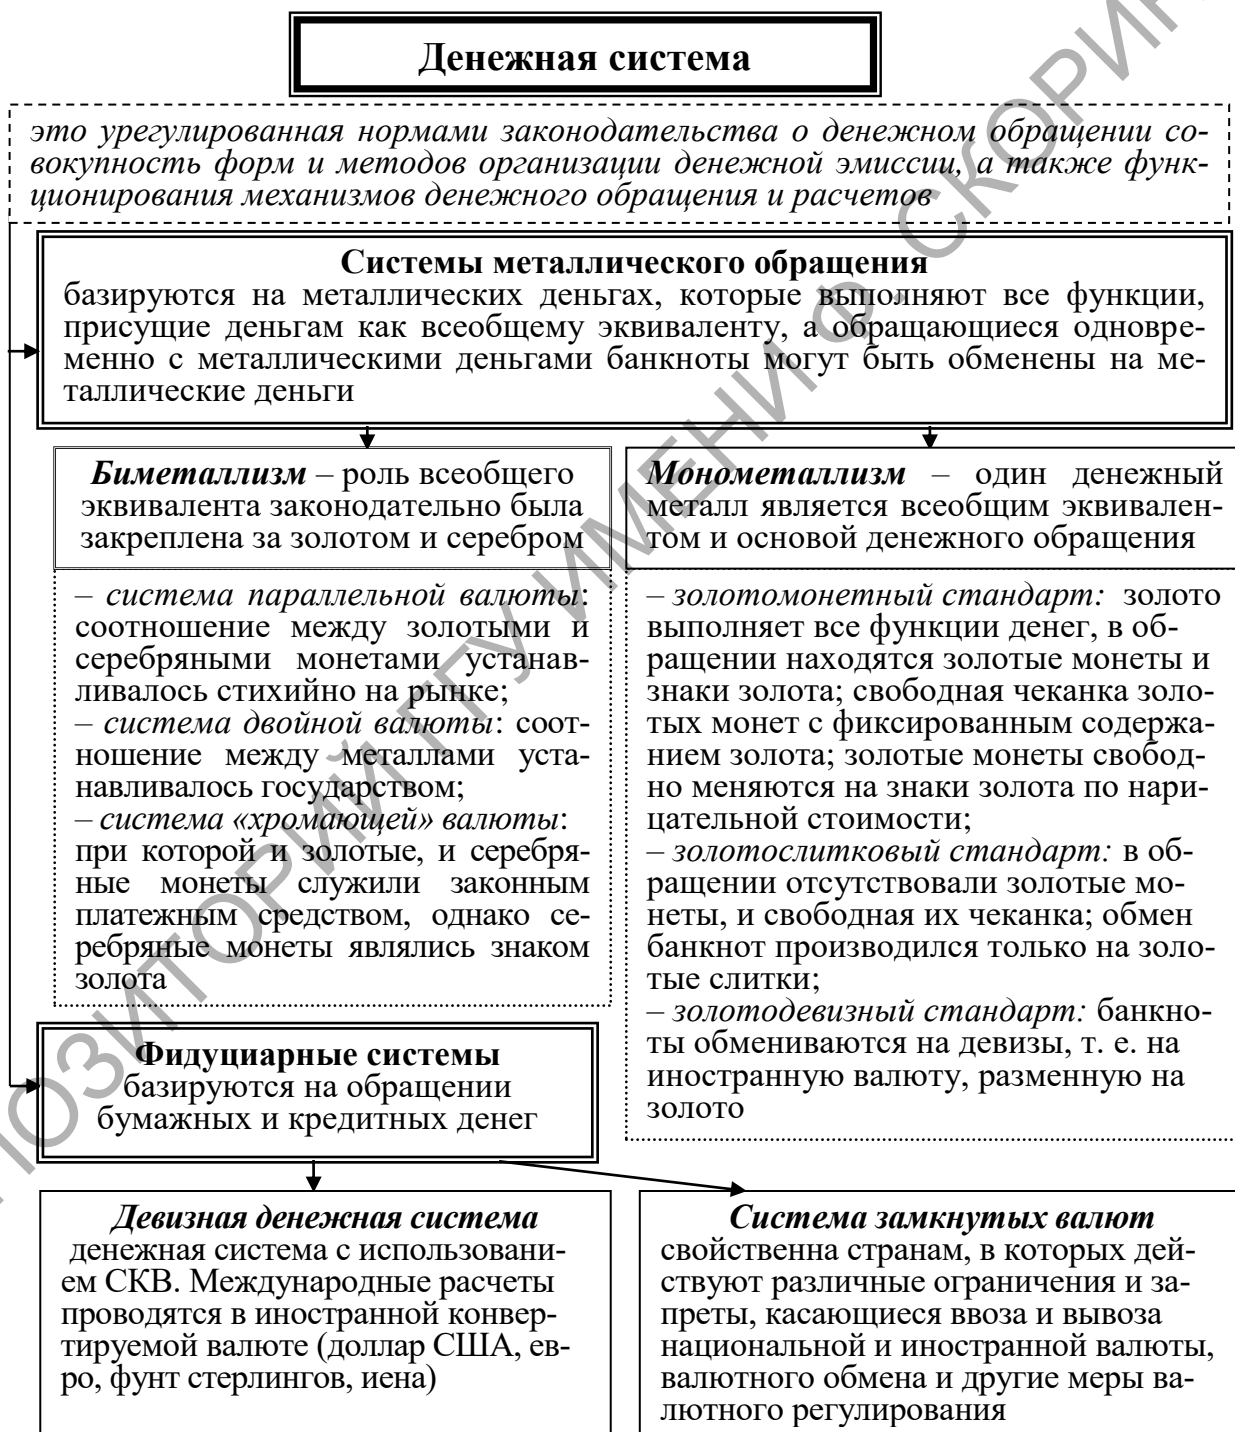 Денежная система
это урегулированная нормами законодательства о денежном обращении со-
вокупность форм и методов организации денежной эмиссии, а также функ-
ционирования механизмов денежного обращения и расчетов
Системы металлического обращения
базируются на металлических деньгах, которые выполняют все функции,
присущие деньгам как всеобщему эквиваленту, а обращающиеся одновре-
менно с металлическими деньгами банкноты могут быть обменены на ме-
таллические деньги
Биметаллизм – роль всеобщего
эквивалента законодательно была
закреплена за золотом и серебром
– система параллельной валюты:
соотношение между золотыми и
серебряными монетами устанав-
ливалось стихийно на рынке;
– система двойной валюты: соот-
ношение между металлами уста-
навливалось государством;
– система «хромающей» валюты:
при которой и золотые, и серебря-
ные монеты служили законным
платежным средством, однако се-
ребряные монеты являлись знаком
золота
Монометаллизм – один денежный
металл является всеобщим эквивален-
том и основой денежного обращения
– золотомонетный стандарт: золото
выполняет все функции денег, в об-
ращении находятся золотые монеты и
знаки золота; свободная чеканка золо-
тых монет с фиксированным содержа-
нием золота; золотые монеты свобод-
но меняются на знаки золота по нари-
цательной стоимости;
– золотослитковый стандарт: в об-
ращении отсутствовали золотые мо-
неты, и свободная их чеканка; обмен
банкнот производился только на золо-
тые слитки;
– золотодевизный стандарт: банкно-
ты обмениваются на девизы, т. е. на
иностранную валюту, разменную на
золото
Фидуциарные системы
базируются на обращении
бумажных и кредитных денег
Девизная денежная система
денежная система с использовани-
ем СКВ. Международные расчеты
проводятся в иностранной конвер-
тируемой валюте (доллар США, ев-
ро, фунт стерлингов, иена)
Система замкнутых валют
свойственна странам, в которых дей-
ствуют различные ограничения и за-
преты, касающиеся ввоза и вывоза
национальной и иностранной валюты,
валютного обмена и другие меры ва-
лютного регулирования
ПОЗИТОРИЙ ГГУ ИМЕНИ Ф. СКОРИН